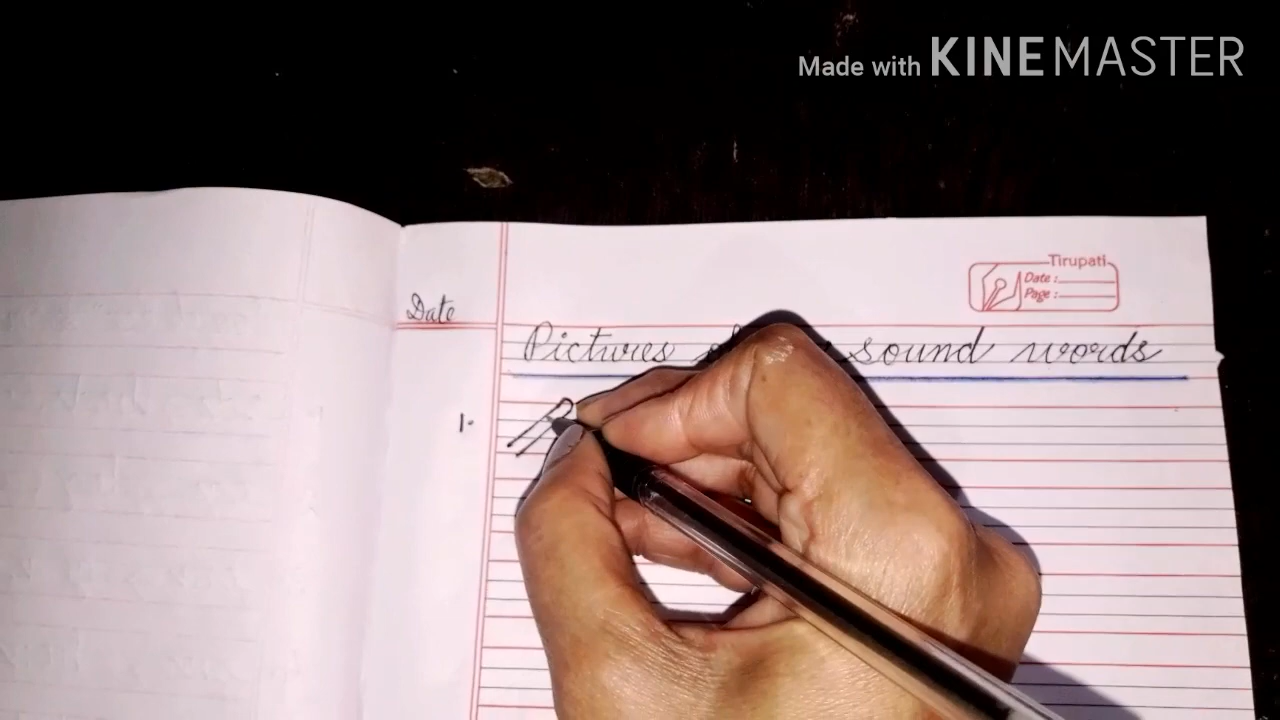 Made with KINEMASTER
Tirupati
Date :
Page :
Date
Pictures sound words
1.